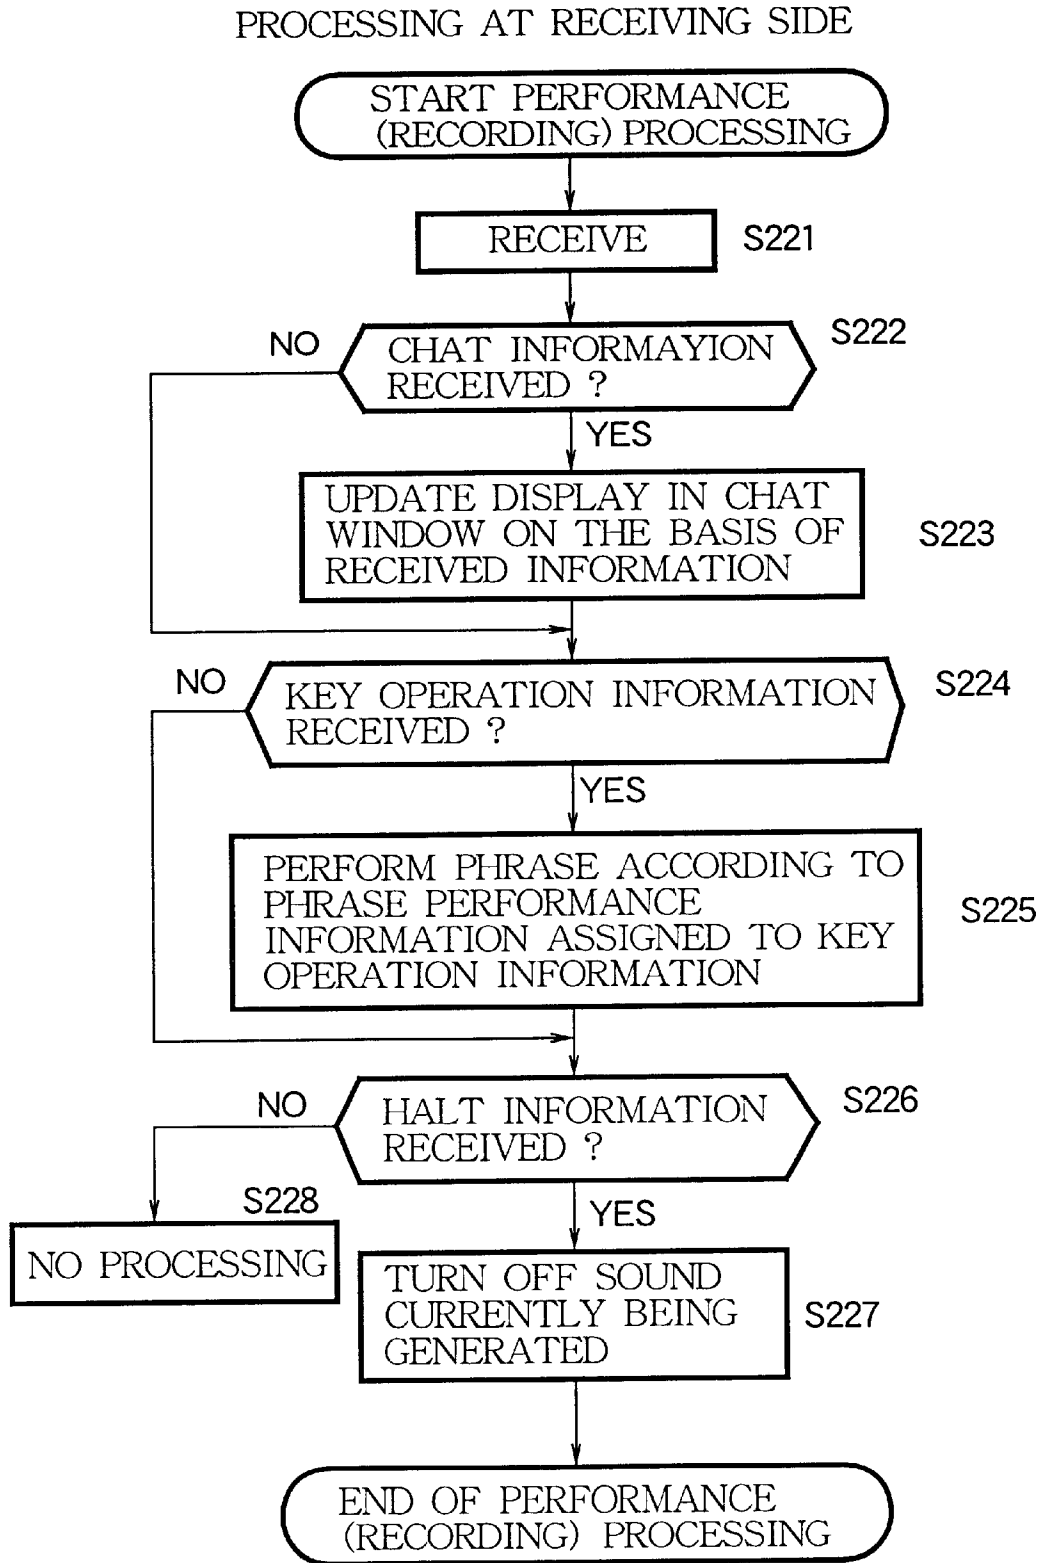 PROCESSING AT RECEIVING SIDE
START PERFORMANCE
(RECORDING) PROCESSING
RECEIVE
S221
NO
CHAT INFORMAYION
RECEIVED ?
S222
YES
UPDATE DISPLAY IN CHAT
WINDOW ON THE BASIS OF
RECEIVED INFORMATION
S223
NO
KEY OPERATION INFORMATION
RECEIVED ?
S224
YES
PERFORM PHRASE ACCORDING TO
PHRASE PERFORMANCE
INFORMATION ASSIGNED TO KEY
OPERATION INFORMATION
S225
NO
HALT INFORMATION
RECEIVED ?
S226
S228
NO PROCESSING
YES
TURN OFF SOUND
CURRENTLY BEING
GENERATED
S227
END OF PERFORMANCE
(RECORDING) PROCESSING